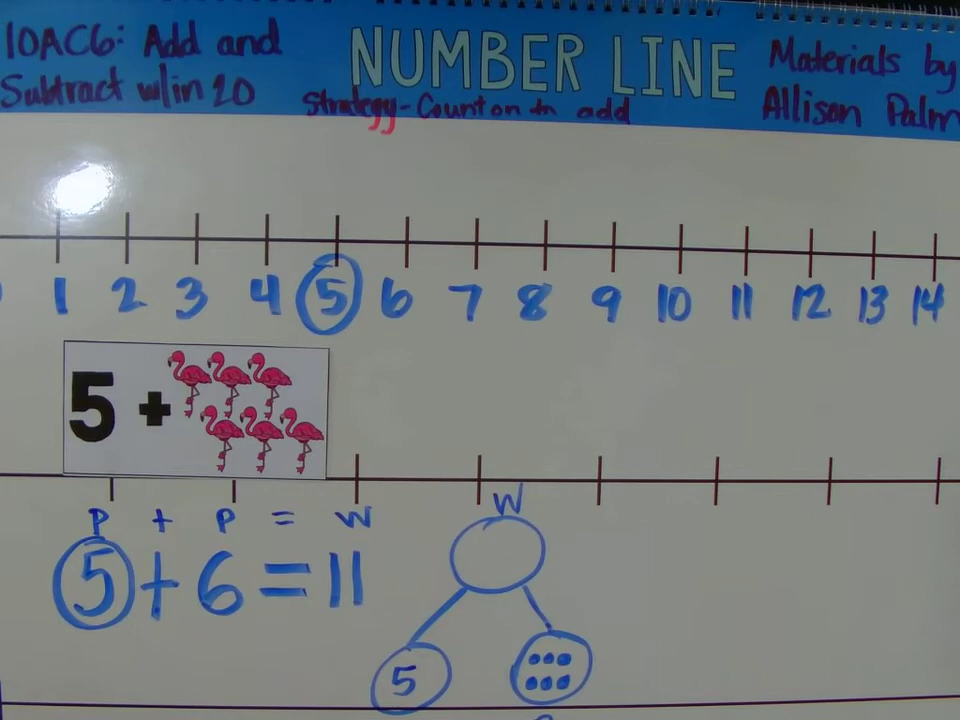 1OAC6: Add and
Subtract w/in 20
NUMBER LINE
Strategy-Count on to add
Materials by
Allison Palm
1 2 3 4 5 6 7 8 9 10 11 12 13 14
5 +
P + P = W
5 + 6 = 11
W
5